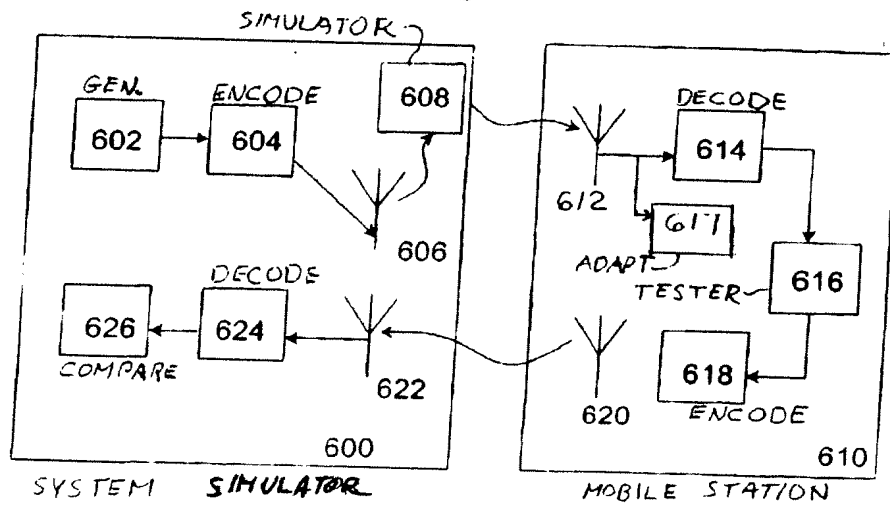 SIMULATOR
608
GEN.
602
ENCODE
604
606
DECODE
626
624
COMPARE
622
600
SYSTEM SIMULATOR
DECODE
614
612
617
ADAPT
TESTER
616
618
620
ENCODE
610
MOBILE STATION